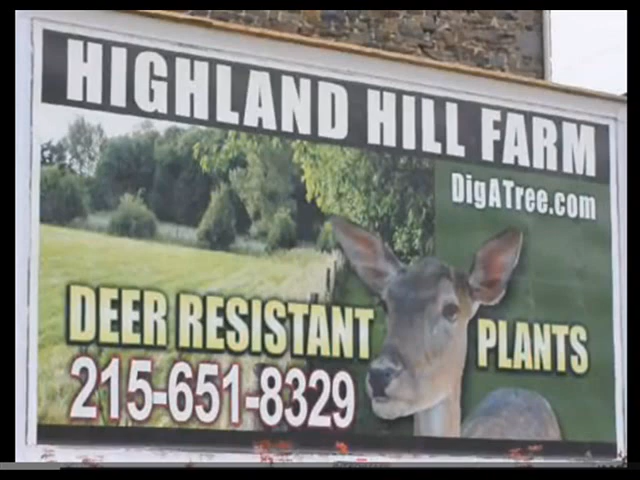 HIGHLAND HILL FARM
DigATree.com
DEER RESISTANT PLANTS
215-651-8329